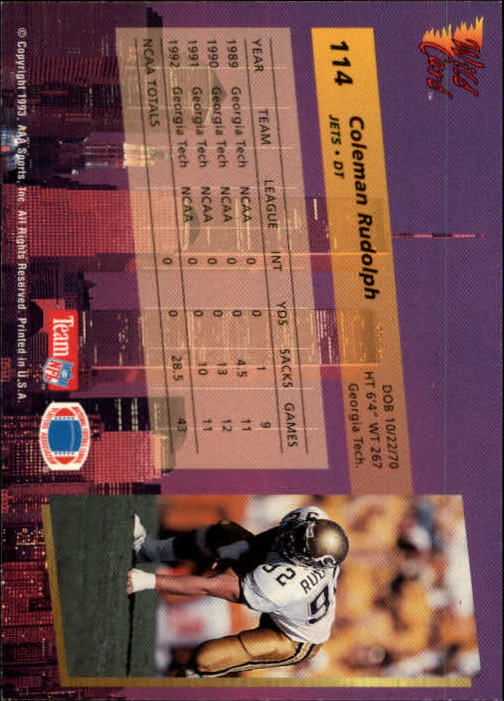 Wild
Card™
114 Coleman Rudolph
JETS • DT
DOB 10/22/70
HT 6'4" WT 267
Georgia Tech.
YEAR TEAM LEAGUE INT YDS SACKS GAMES
1989 Georgia Tech NCAA 0 0 1 9
1990 Georgia Tech NCAA 0 0 4.5 11
1991 Georgia Tech NCAA 0 0 13 12
1992 Georgia Tech NCAA 0 0 10 11
NCAA TOTALS 0 0 28.5 43
Team NFL™
© Copyright 1993, AAA Sports, Inc. All Rights Reserved. Printed in U.S.A.
92